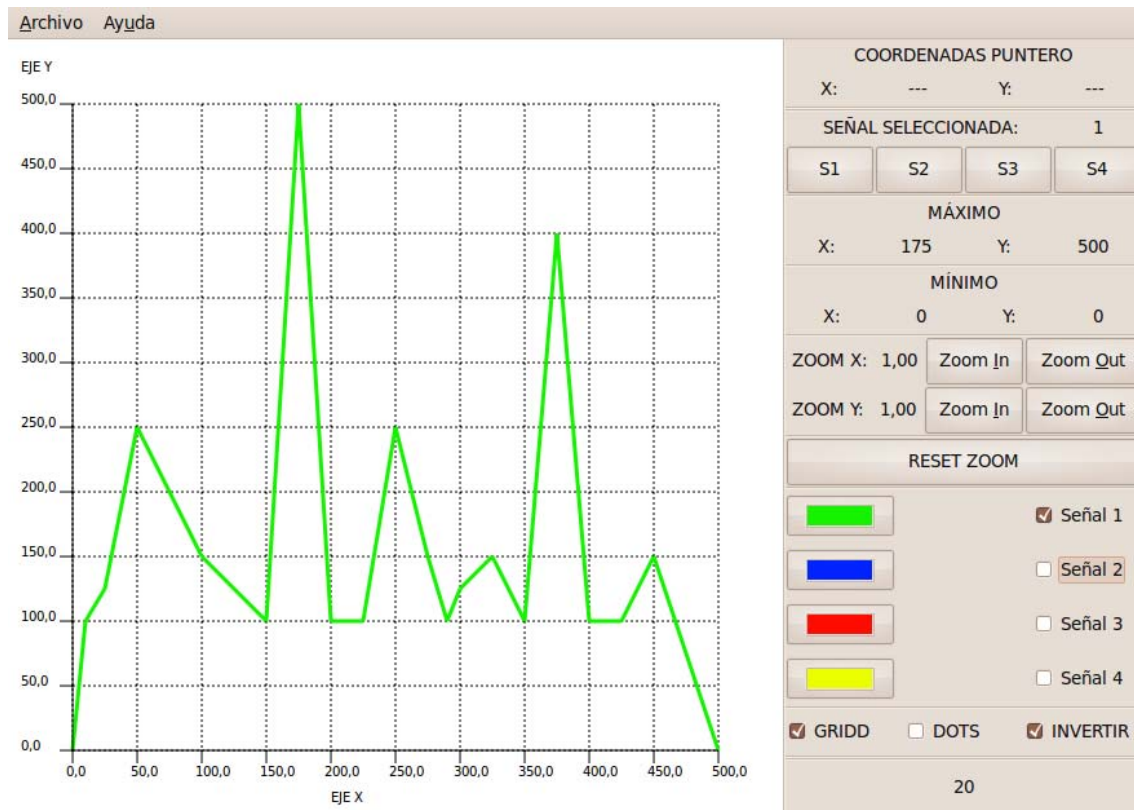 Archivo Ayuda
EJE Y
500,0
450,0
400,0
350,0
300,0
250,0
200,0
150,0
100,0
50,0
0,0
0,0 50,0 100,0 150,0 200,0 250,0 300,0 350,0 400,0 450,0 500,0
EJE X
COORDENADAS PUNTERO
X: --- Y: ---
SEÑAL SELECCIONADA: 1
S1 S2 S3 S4
MÁXIMO
X: 175 Y: 500
MÍNIMO
X: 0 Y: 0
ZOOM X: 1,00 Zoom In Zoom Out
ZOOM Y: 1,00 Zoom In Zoom Out
RESET ZOOM
Señal 1
Señal 2
Señal 3
Señal 4
GRIDD DOTS INVERTIR
20